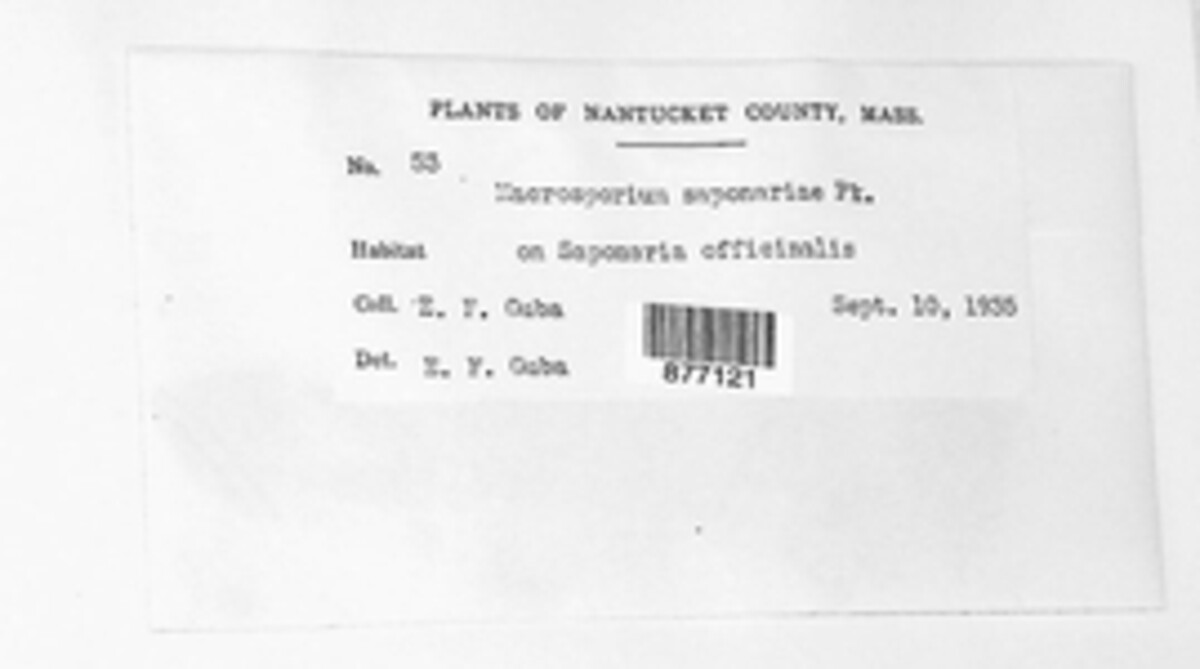 PLANTS OF NANTUCKET COUNTY, MASS.
No. 53
Macrosporium saponariae Pk.
Habitat on Saponaria officinalis
Coll. E. F. Guba Sept. 10, 1935
Det. E. F. Guba
877121